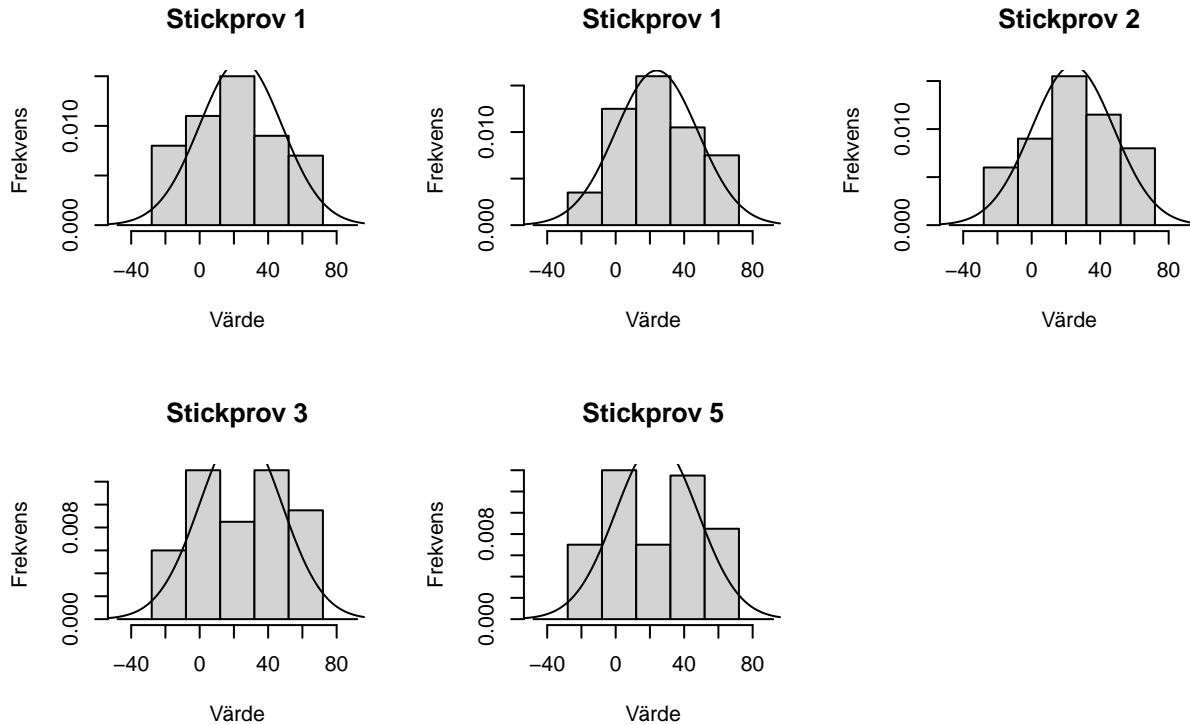 Stickprov 1
Frekvens
0.000
0.010
−40 0 40 80
Värde
Stickprov 1
Frekvens
0.000
0.010
−40 0 40 80
Värde
Stickprov 2
Frekvens
0.000
0.010
−40 0 40 80
Värde
Stickprov 3
Frekvens
0.000
0.008
−40 0 40 80
Värde
Stickprov 5
Frekvens
0.000
0.008
−40 0 40 80
Värde